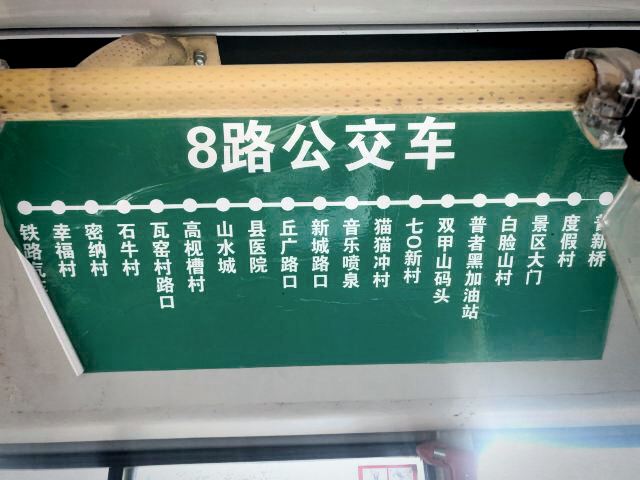 8路公交车
铁路汽车
幸福村
密纳村
石牛村
瓦窑村路口
高枧槽村
山水城
县医院
丘广路口
新城路口
音乐喷泉
猫猫冲村
七〇新村
双甲山码头
普者黑加油站
白脸山村
景区大门
度假村
普新桥